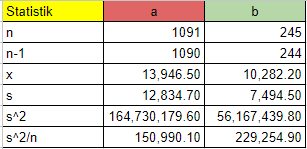 Statistik a b
n 1091 245
n-1 1090 244
x 13,946.50 10,282.20
s 12,834.70 7,494.50
s^2 164,730,179.60 56,167,439.80
s^2/n 150,990.10 229,254.90